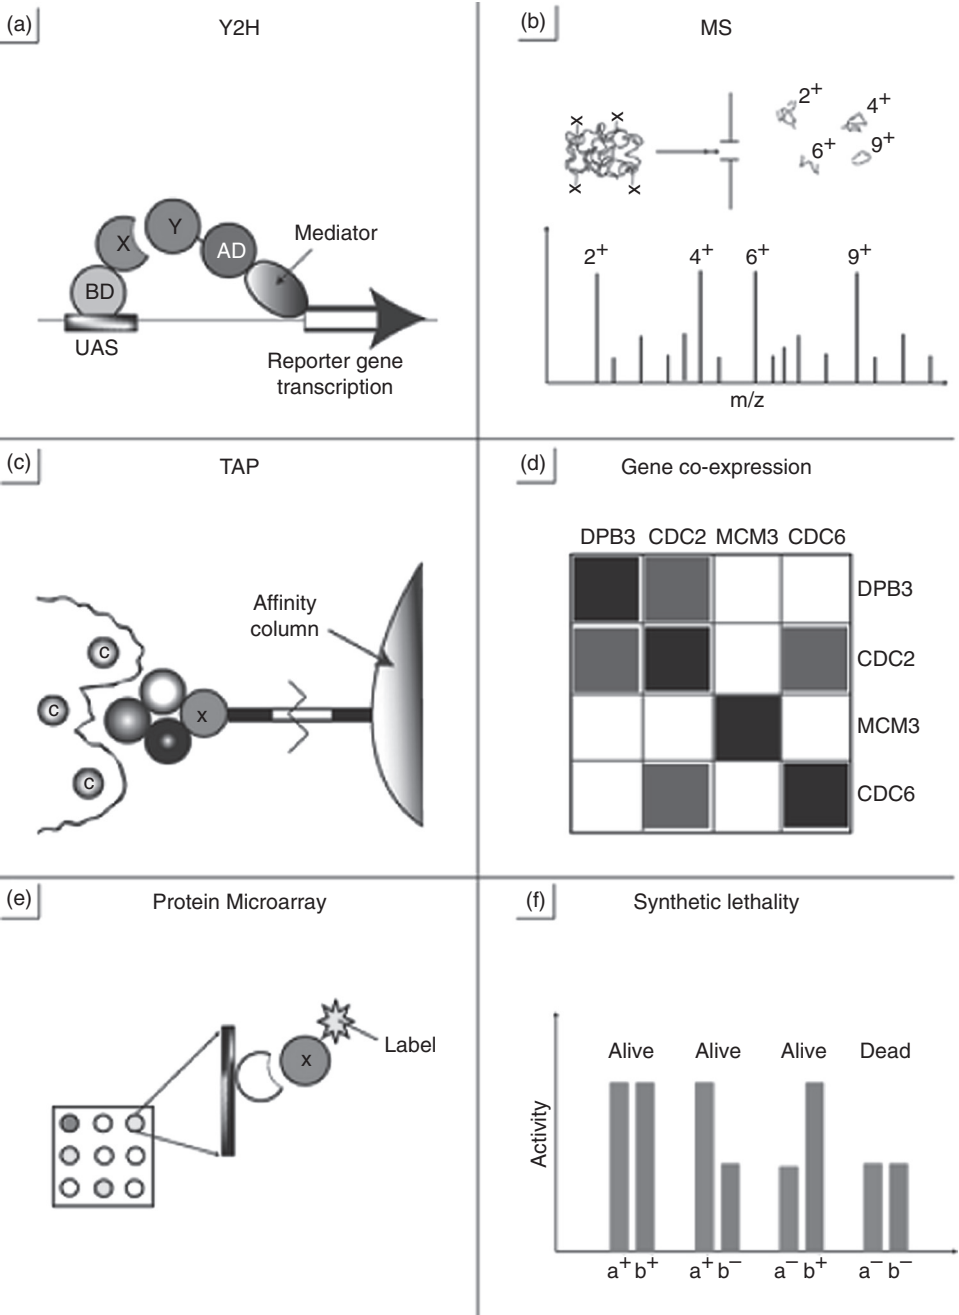 (a)
Y2H
X
Y
AD
Mediator
BD
UAS
Reporter gene
transcription
(b)
MS
x
x
x
x
2+
4+
6+
9+
2+
4+
6+
9+
m/z
(c)
TAP
Affinity
column
c
c
c
x
(d)
Gene co-expression
DPB3 CDC2 MCM3 CDC6
DPB3
CDC2
MCM3
CDC6
(e)
Protein Microarray
x
Label
(f)
Synthetic lethality
Activity
Alive Alive Alive Dead
a+ b+ a+ b− a− b+ a− b−